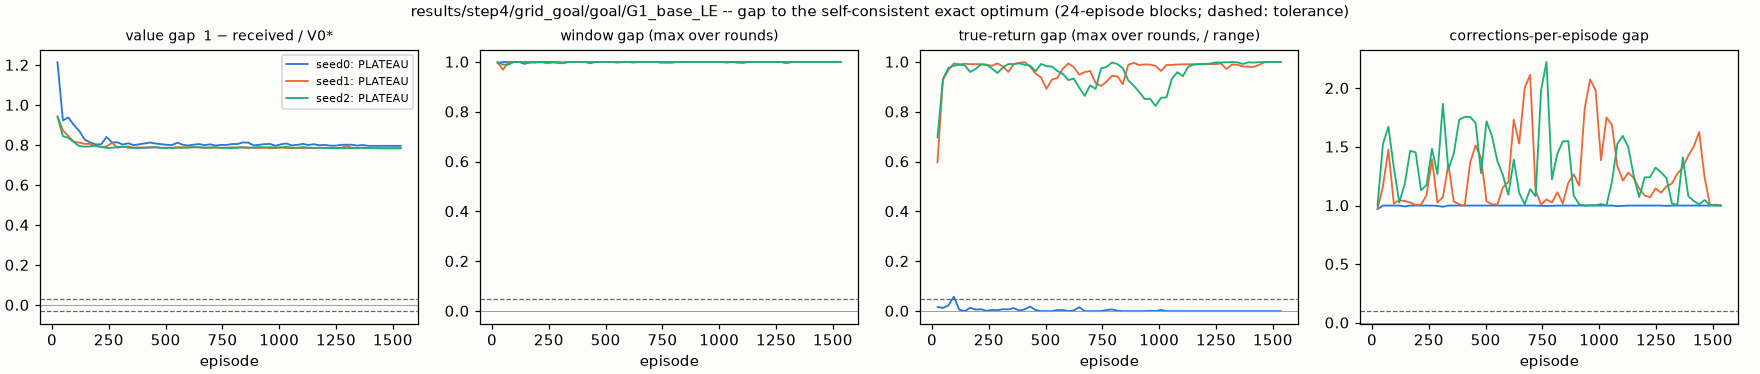 results/step4/grid_goal/goal/G1_base_LE -- gap to the self-consistent exact optimum (24-episode blocks; dashed: tolerance)
value gap 1 − received / V0*
1.2
1.0
0.8
0.6
0.4
0.2
0.0
seed0: PLATEAU
seed1: PLATEAU
seed2: PLATEAU
0 250 500 750 1000 1250 1500
episode
window gap (max over rounds)
1.0
0.8
0.6
0.4
0.2
0.0
0 250 500 750 1000 1250 1500
episode
true-return gap (max over rounds, / range)
1.0
0.8
0.6
0.4
0.2
0.0
0 250 500 750 1000 1250 1500
episode
corrections-per-episode gap
2.0
1.5
1.0
0.5
0.0
0 250 500 750 1000 1250 1500
episode